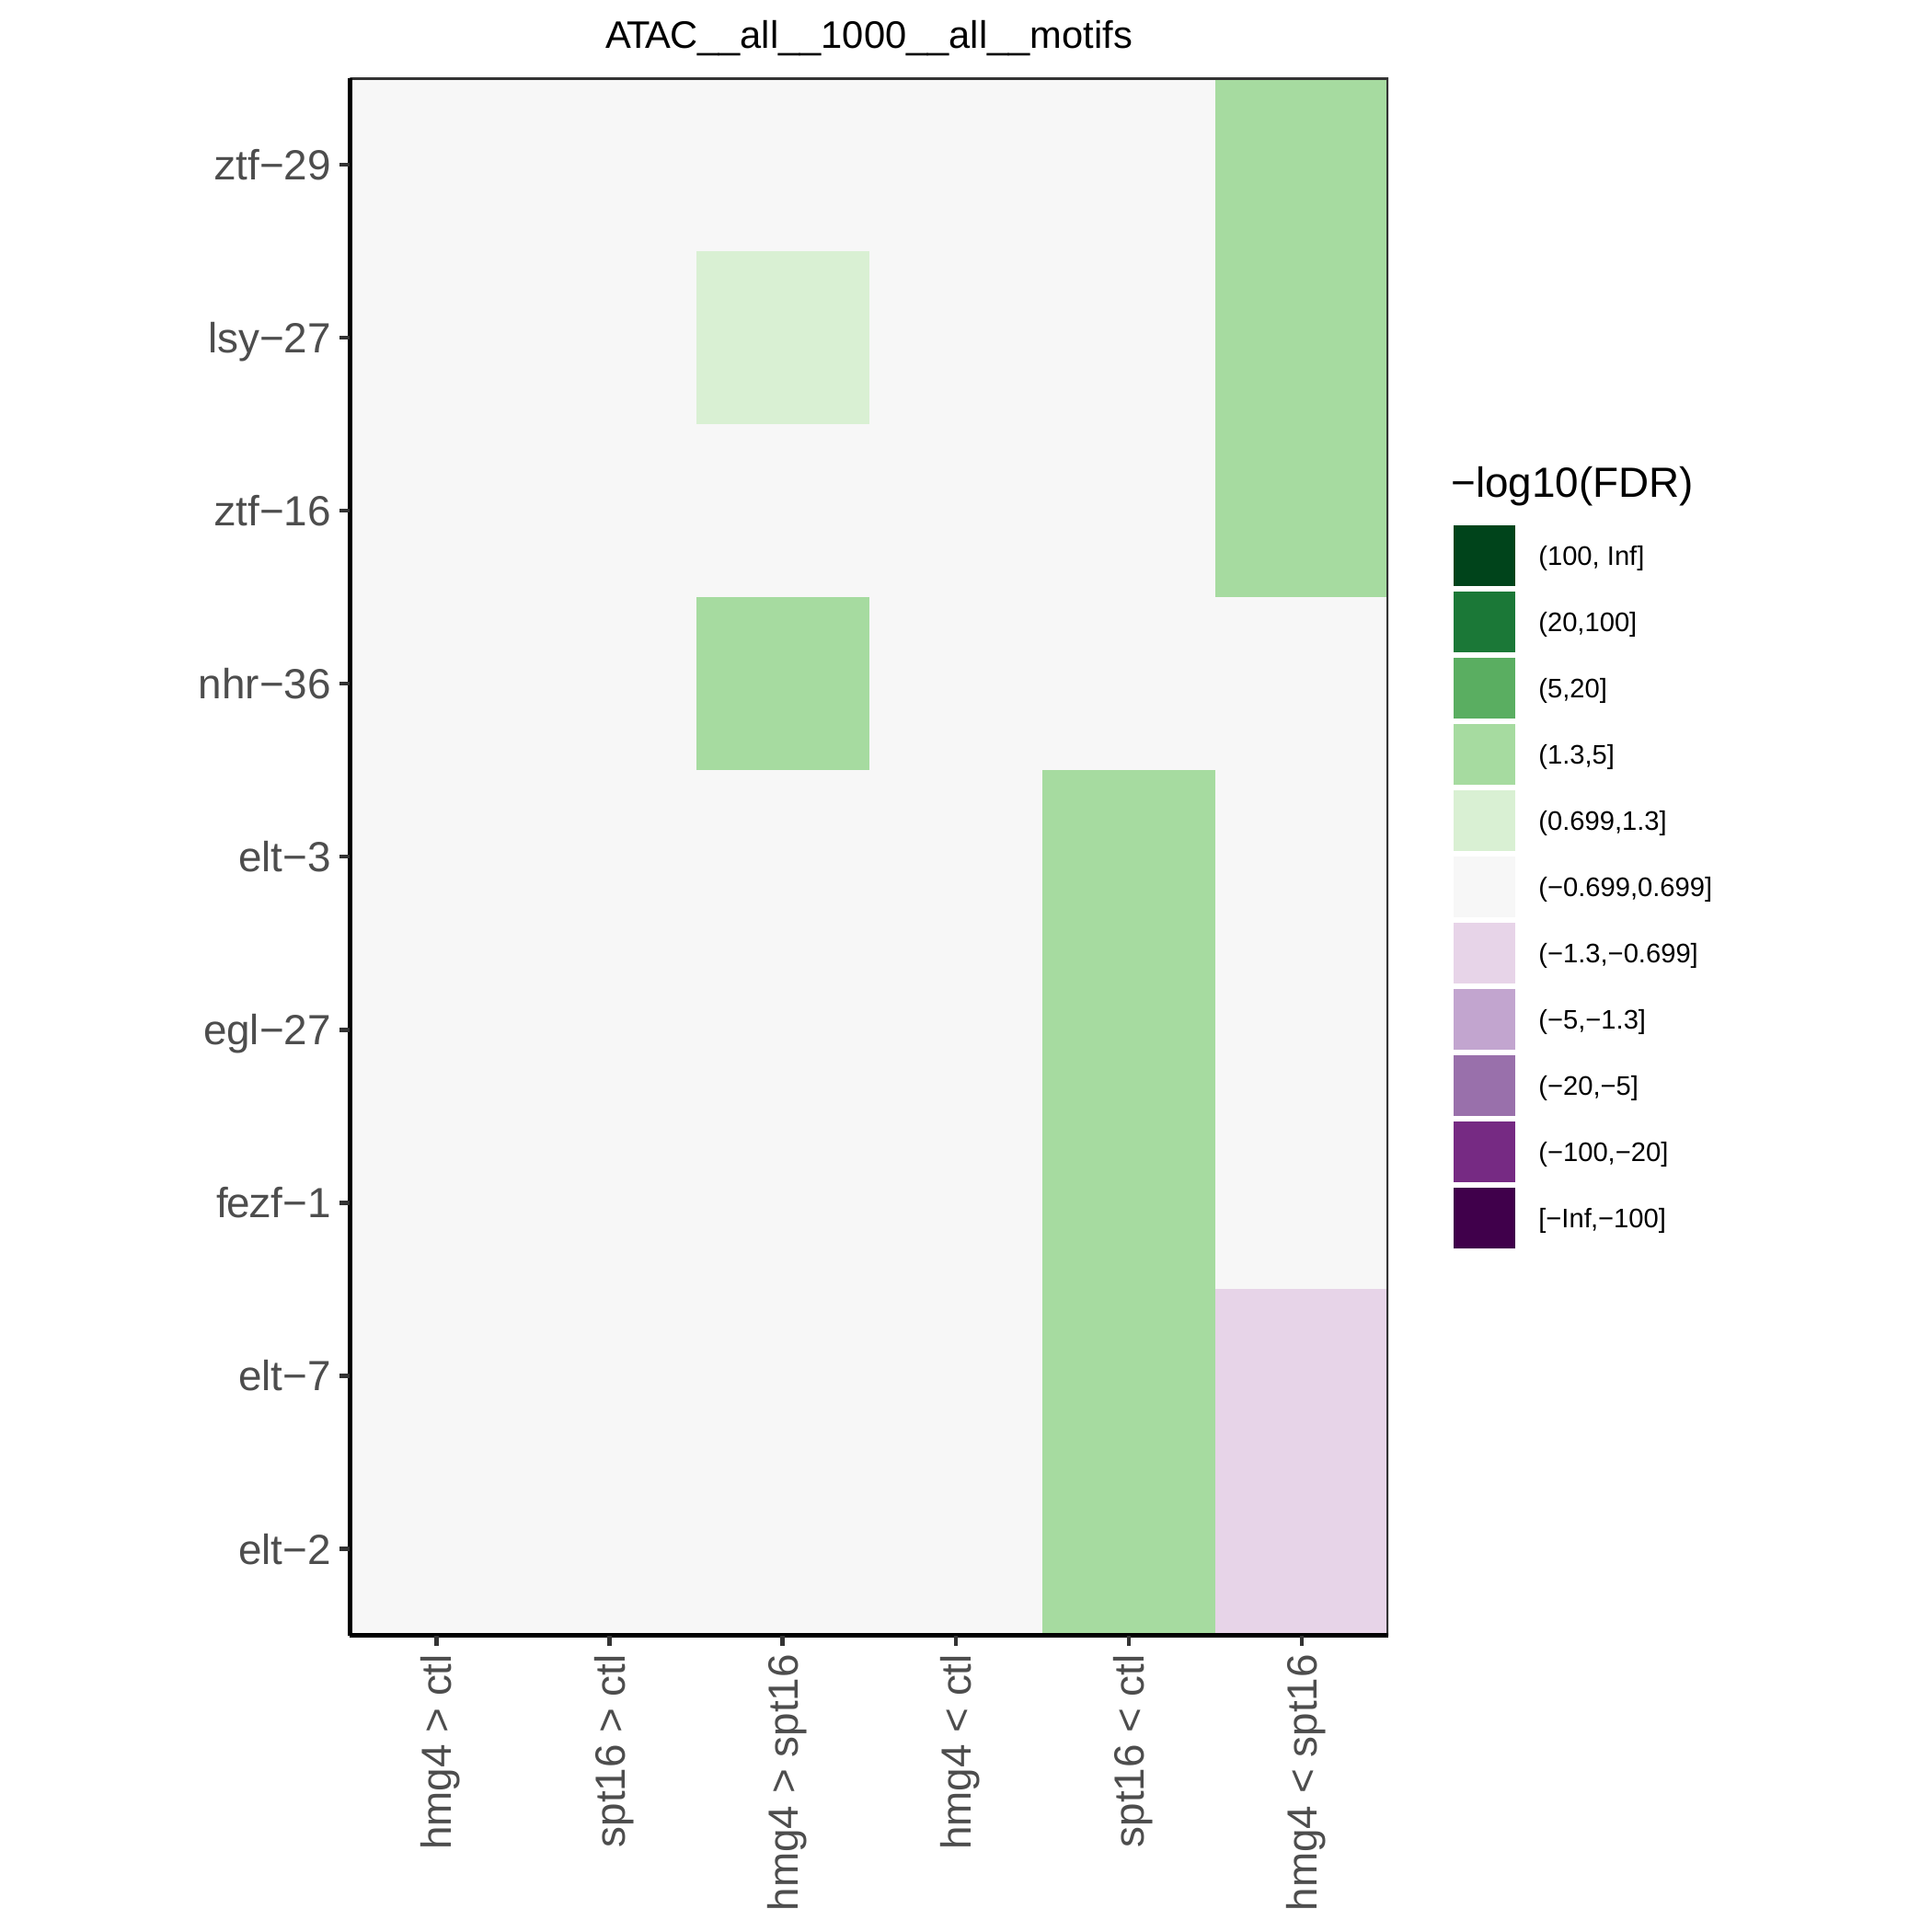 ATAC__all__1000__all__motifs
ztf−29
lsy−27
ztf−16
nhr−36
elt−3
egl−27
fezf−1
elt−7
elt−2
hmg4 > ctl
spt16 > ctl
hmg4 > spt16
hmg4 < ctl
spt16 < ctl
hmg4 < spt16
−log10(FDR)
(100, Inf]
(20,100]
(5,20]
(1.3,5]
(0.699,1.3]
(−0.699,0.699]
(−1.3,−0.699]
(−5,−1.3]
(−20,−5]
(−100,−20]
[−Inf,−100]